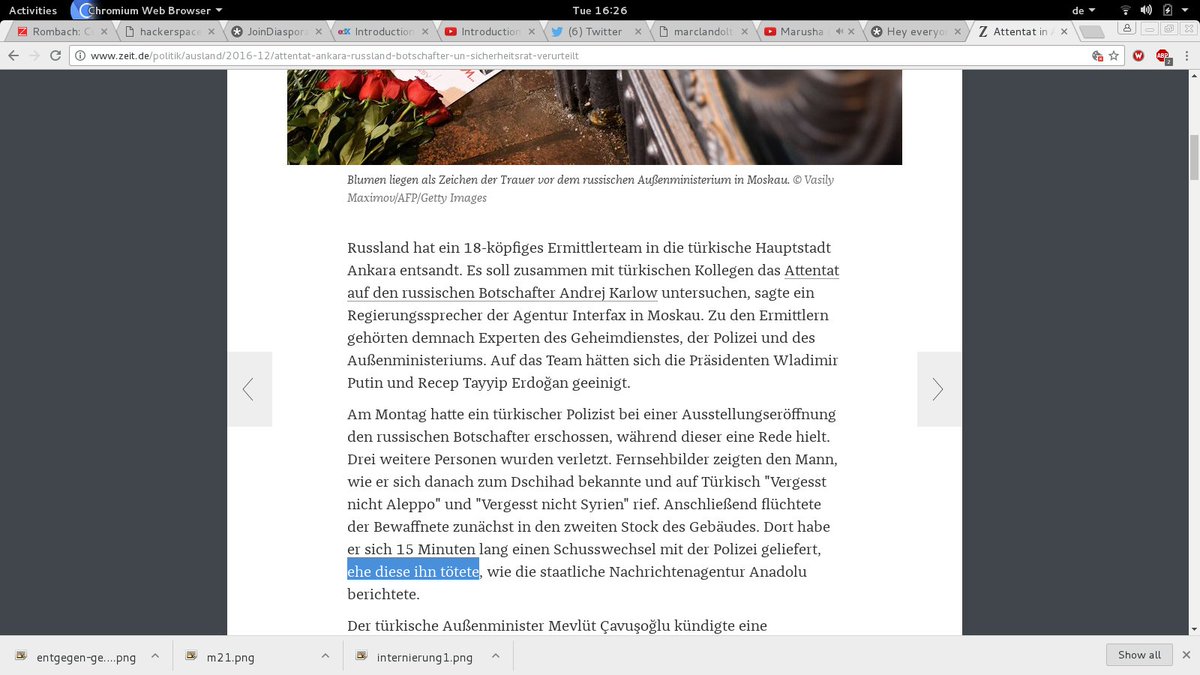 Activities
Chromium Web Browser
Tue 16:26
de
Rombach: C
hackerspac
JoinDiaspora
Introduction
Introduction
(6) Twitter
marclandolt
Marusha
Hey everyo
Attentat in A
www.zeit.de/politik/ausland/2016-12/attentat-ankara-russland-botschafter-un-sicherheitsrat-verurteilt
Blumen liegen als Zeichen der Trauer vor dem russischen Außenministerium in Moskau. © Vasily
Maximov/AFP/Getty Images
Russland hat ein 18-köpfiges Ermittlerteam in die türkische Hauptstadt
Ankara entsandt. Es soll zusammen mit türkischen Kollegen das Attentat
auf den russischen Botschafter Andrej Karlow untersuchen, sagte ein
Regierungssprecher der Agentur Interfax in Moskau. Zu den Ermittlern
gehörten demnach Experten des Geheimdienstes, der Polizei und des
Außenministeriums. Auf das Team hätten sich die Präsidenten Wladimir
Putin und Recep Tayyip Erdoğan geeinigt.
Am Montag hatte ein türkischer Polizist bei einer Ausstellungseröffnung
den russischen Botschafter erschossen, während dieser eine Rede hielt.
Drei weitere Personen wurden verletzt. Fernsehbilder zeigten den Mann,
wie er sich danach zum Dschihad bekannte und auf Türkisch "Vergesst
nicht Aleppo" und "Vergesst nicht Syrien" rief. Anschließend flüchtete
der Bewaffnete zunächst in den zweiten Stock des Gebäudes. Dort habe
er sich 15 Minuten lang einen Schusswechsel mit der Polizei geliefert,
ehe diese ihn tötete, wie die staatliche Nachrichtenagentur Anadolu
berichtete.
Der türkische Außenminister Mevlüt Çavuşoğlu kündigte eine
entgegen-ge....png
m21.png
internierung1.png
Show all